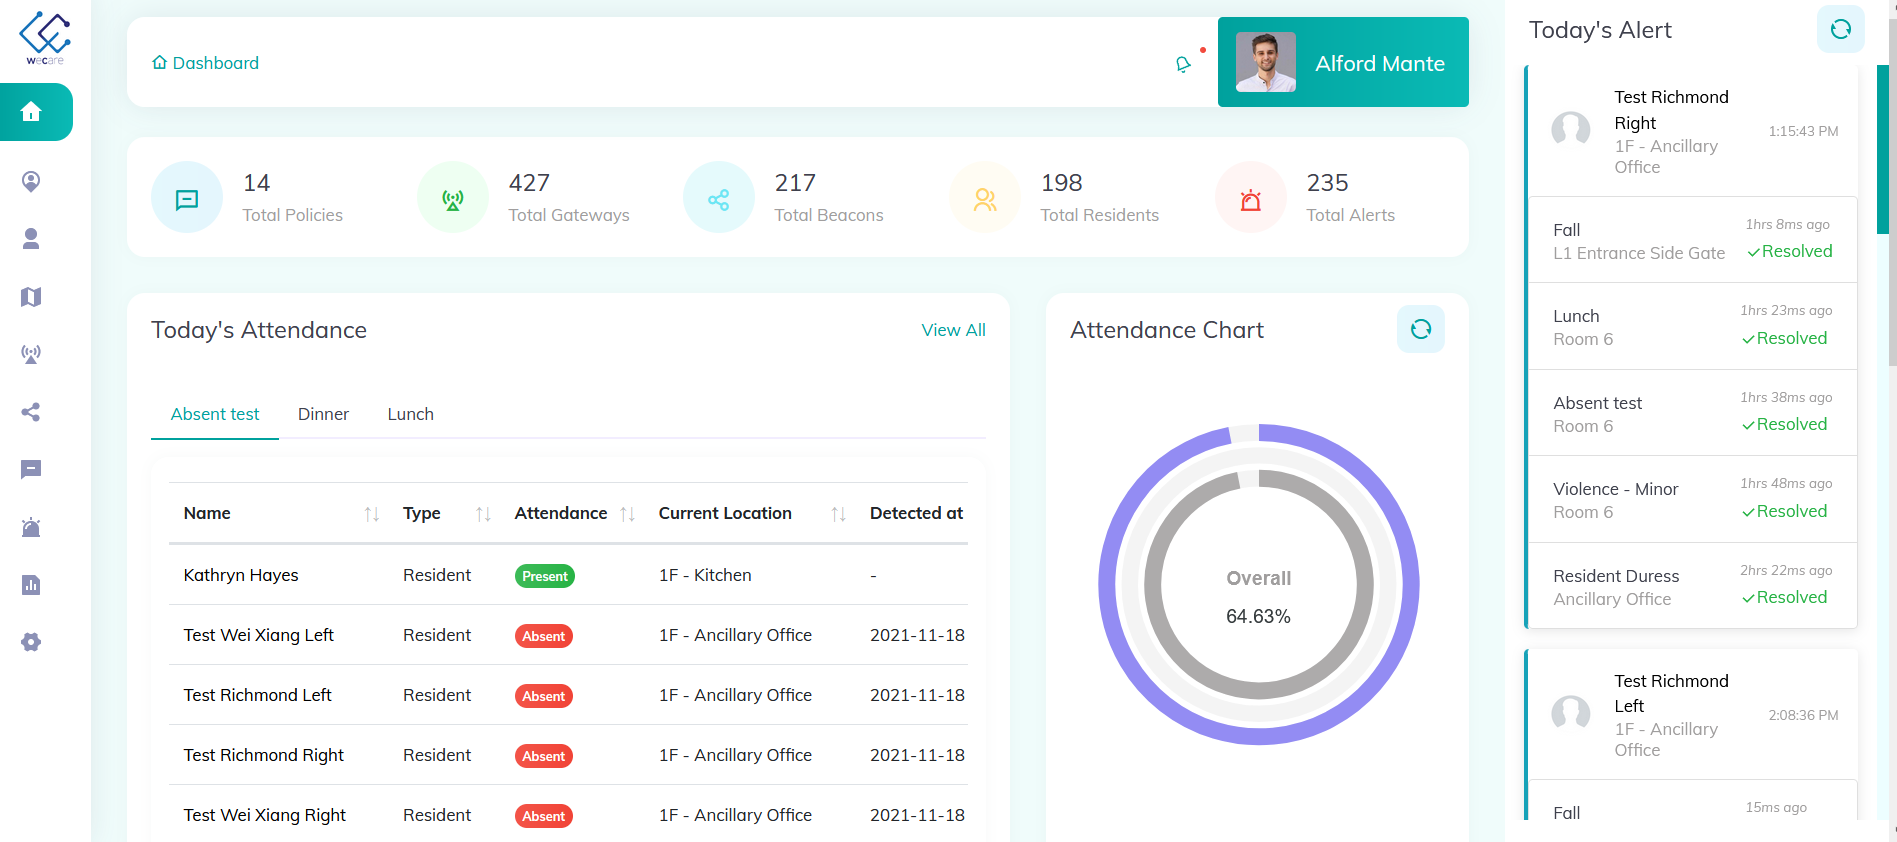 wecare
Dashboard
Alford Mante
14
Total Policies
427
Total Gateways
217
Total Beacons
198
Total Residents
235
Total Alerts
Today's Attendance
View All
Absent test Dinner Lunch
Name Type Attendance Current Location Detected at
Kathryn Hayes Resident Present 1F - Kitchen -
Test Wei Xiang Left Resident Absent 1F - Ancillary Office 2021-11-18
Test Richmond Left Resident Absent 1F - Ancillary Office 2021-11-18
Test Richmond Right Resident Absent 1F - Ancillary Office 2021-11-18
Test Wei Xiang Right Resident Absent 1F - Ancillary Office 2021-11-18
Attendance Chart
Overall
64.63%
Today's Alert
Test Richmond
Right
1F - Ancillary
Office
1:15:43 PM
Fall 1hrs 8ms ago
L1 Entrance Side Gate Resolved
Lunch 1hrs 23ms ago
Room 6 Resolved
Absent test 1hrs 38ms ago
Room 6 Resolved
Violence - Minor 1hrs 48ms ago
Room 6 Resolved
Resident Duress 2hrs 22ms ago
Ancillary Office Resolved
Test Richmond
Left
1F - Ancillary
Office
2:08:36 PM
Fall 15ms ago